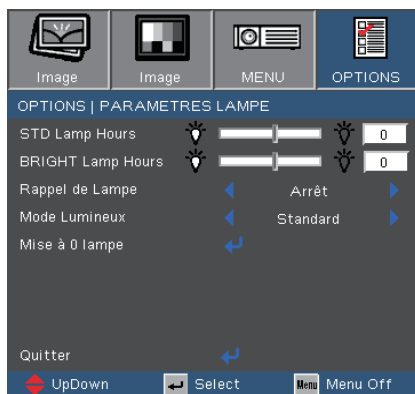 Image Image MENU OPTIONS
OPTIONS | PARAMETRES LAMPE
STD Lamp Hours 0
BRIGHT Lamp Hours 0
Rappel de Lampe Arrêt
Mode Lumineux Standard
Mise à 0 lampe
Quitter
UpDown Select Menu Menu Off